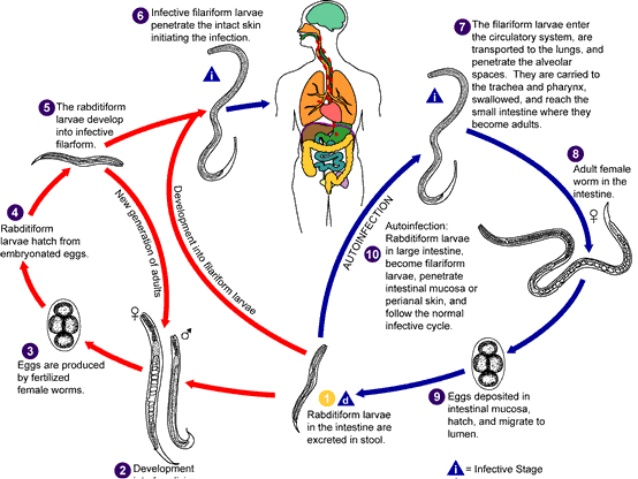 6 Infective filariform larvae
penetrate the intact skin
initiating the infection.
i
7 The filariform larvae enter
the circulatory system, are
transported to the lungs, and
penetrate the alveolar
spaces. They are carried to
the trachea and pharynx,
swallowed, and reach the
small intestine where they
become adults.
i
5 The rabditiform
larvae develop
into infective
filarform.
8
Adult female
worm in the
intestine.
♀
4
Rabditiform
larvae hatch from
embryonated eggs.
New generation of adults
Development into filariform larvae
AUTOINFECTION
10 Autoinfection:
Rabditiform larvae
in large intestine,
become filariform
larvae, penetrate
intestinal mucosa or
perianal skin, and
follow the normal
infective cycle.
♀
♂
3
Eggs are produced
by fertilized
female worms.
1 d
Rabditiform larvae
in the intestine are
excreted in stool.
9 Eggs deposited in
intestinal mucosa,
hatch, and migrate to
lumen.
2 Development
i = Infective Stage